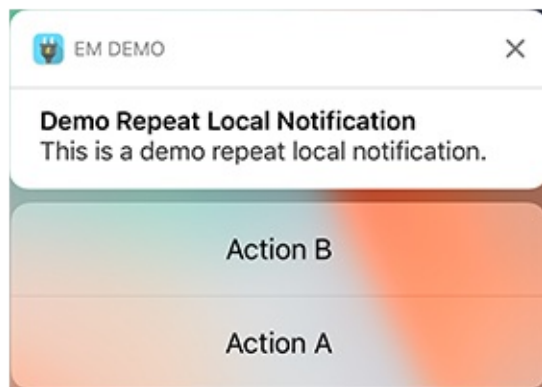 EM DEMO
Demo Repeat Local Notification
This is a demo repeat local notification.
Action B
Action A